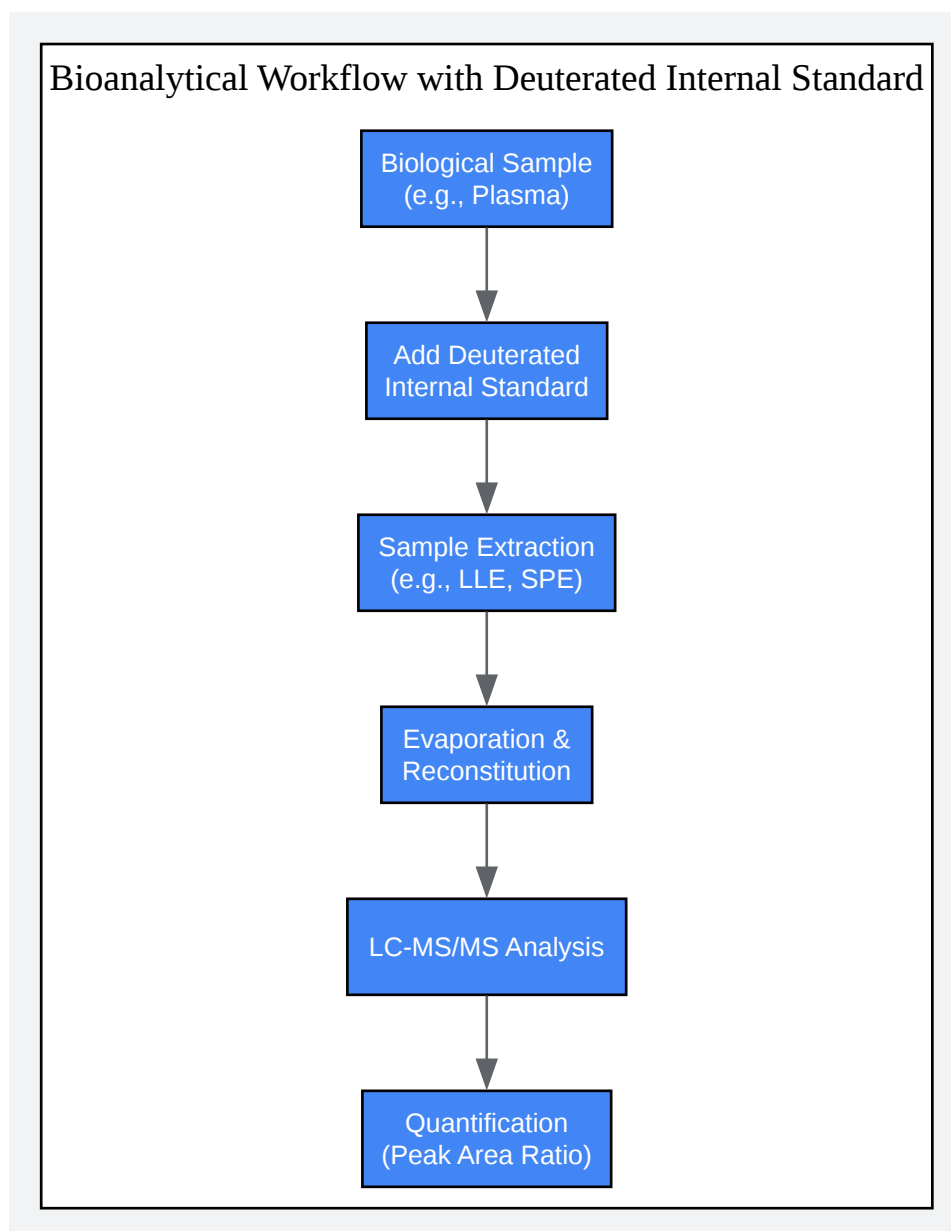 Bioanalytical Workflow with Deuterated Internal Standard
Biological Sample
(e.g., Plasma)
Add Deuterated
Internal Standard
Sample Extraction
(e.g., LLE, SPE)
Evaporation &
Reconstitution
LC-MS/MS Analysis
Quantification
(Peak Area Ratio)